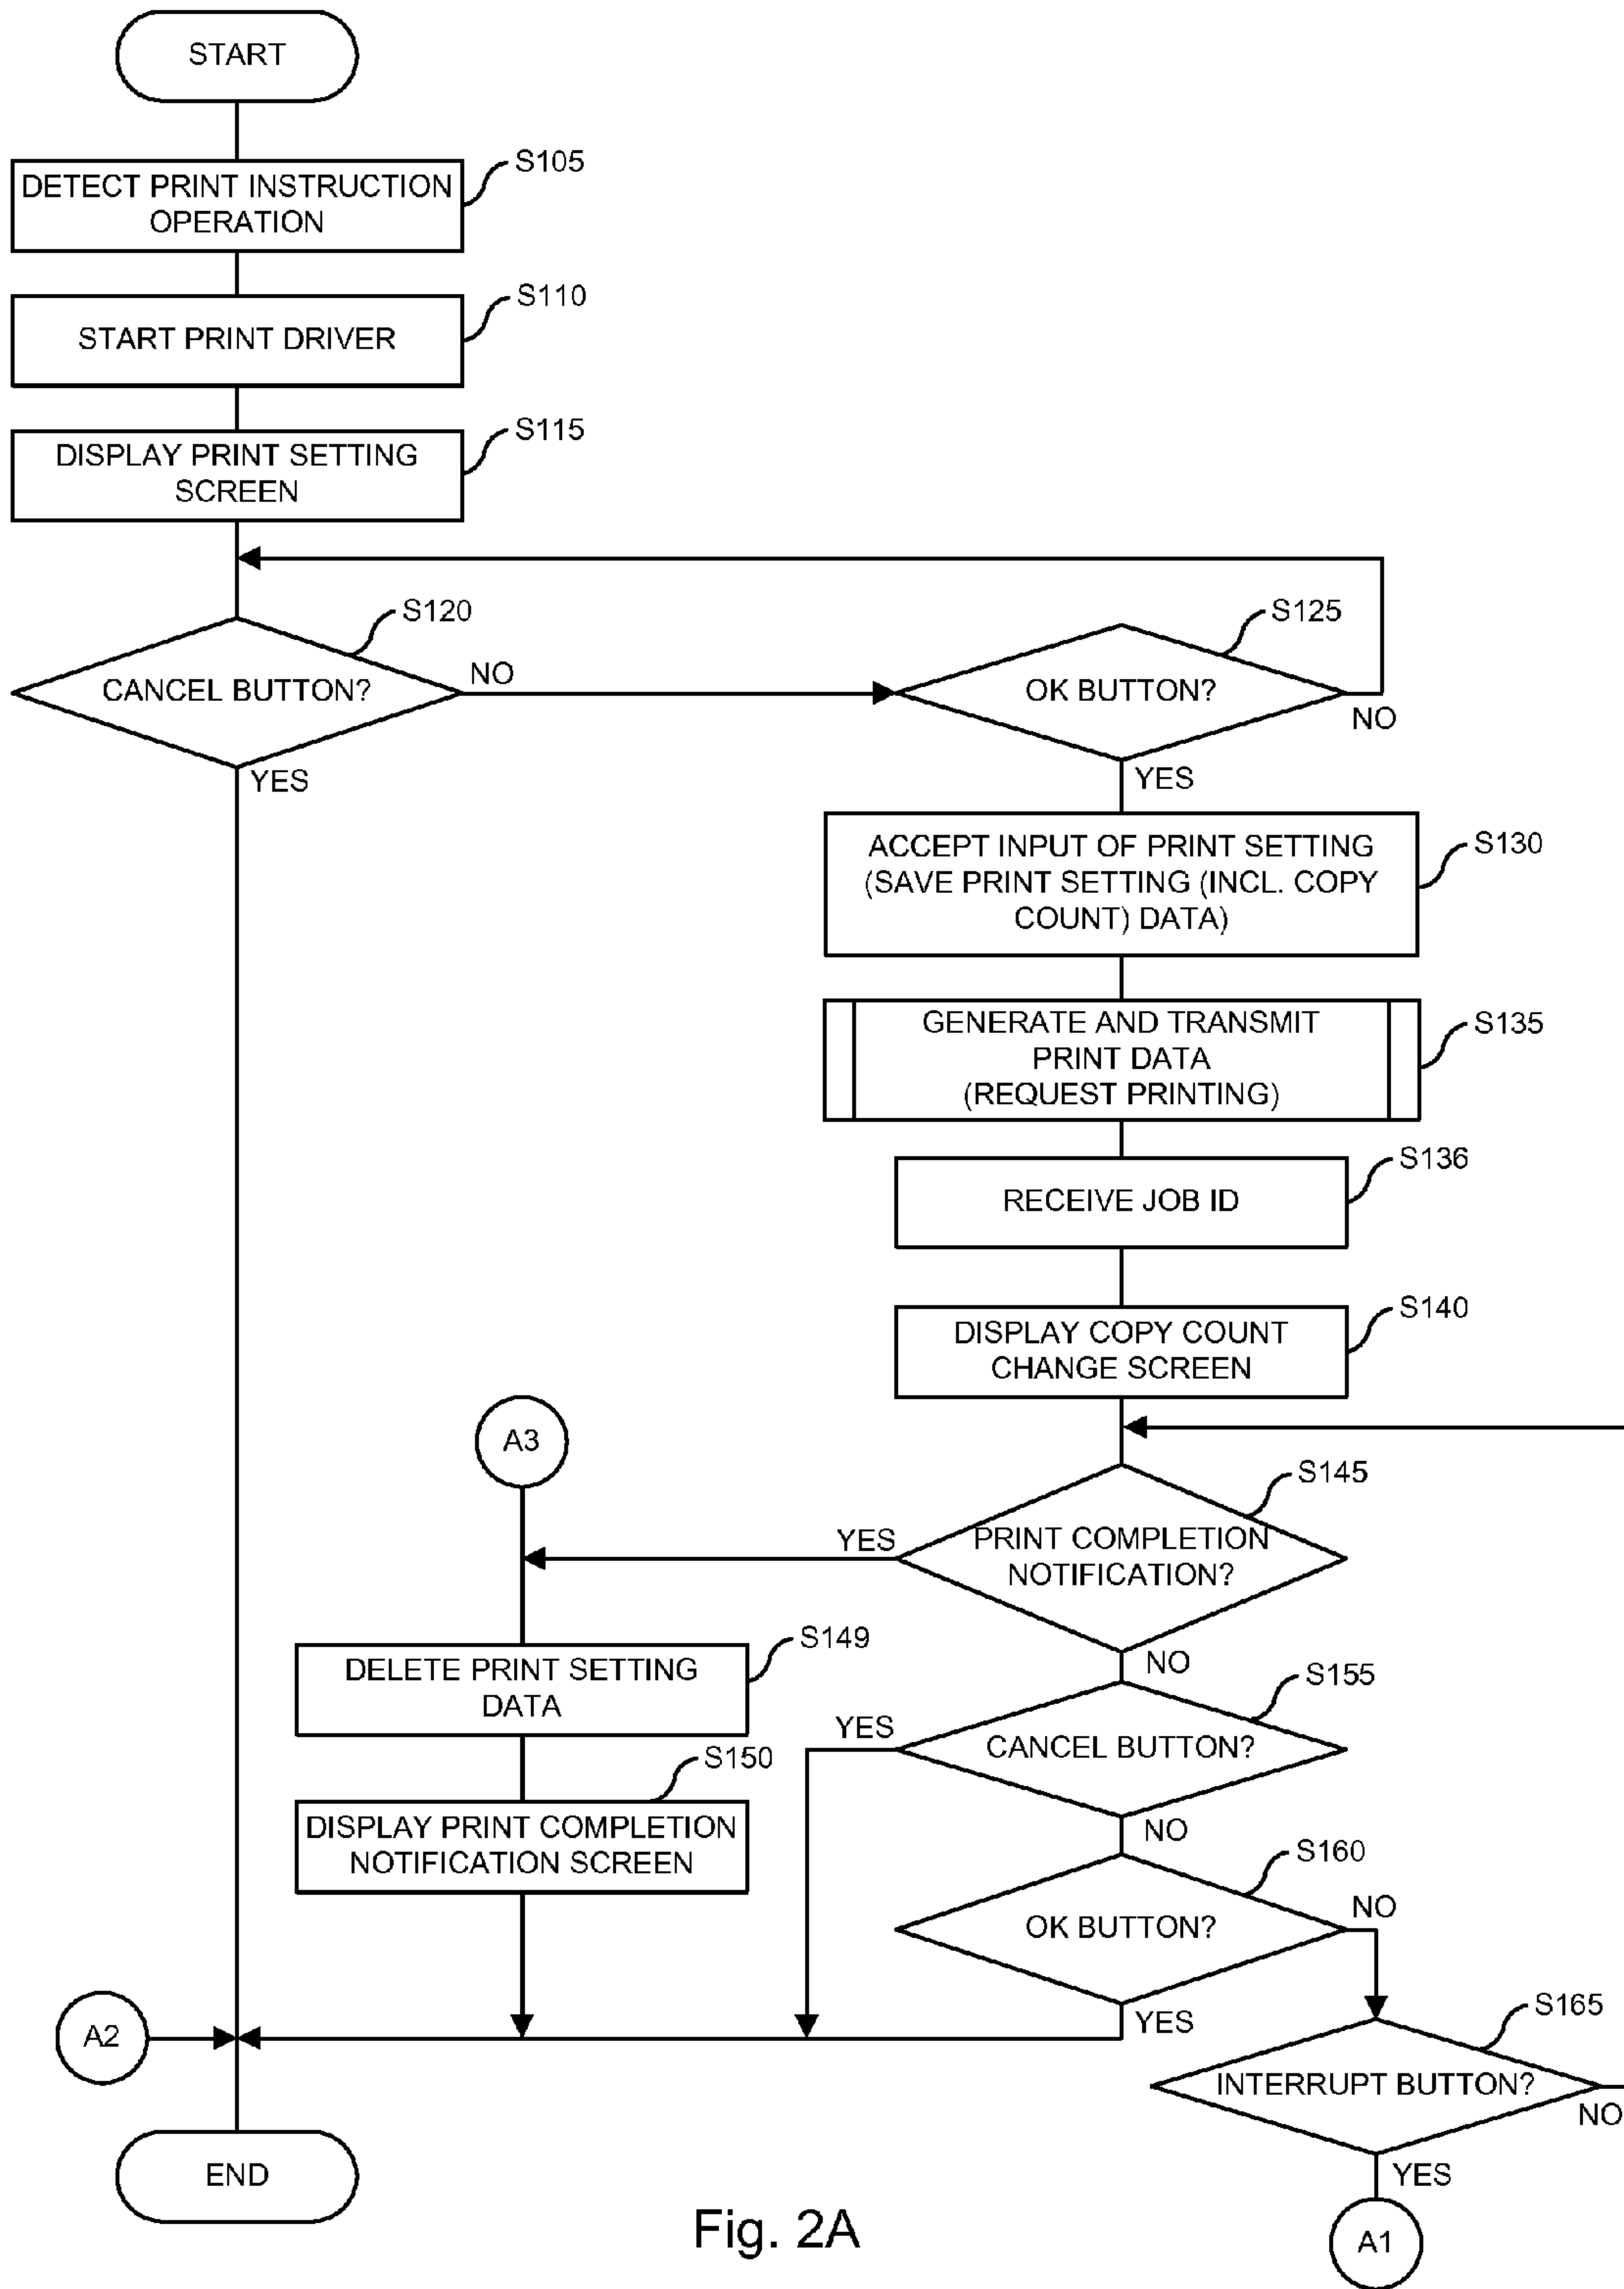 START
S105
DETECT PRINT INSTRUCTION
OPERATION
S110
START PRINT DRIVER
S115
DISPLAY PRINT SETTING
SCREEN
S120
CANCEL BUTTON?
NO
YES
S125
OK BUTTON?
NO
YES
S130
ACCEPT INPUT OF PRINT SETTING
(SAVE PRINT SETTING (INCL. COPY
COUNT) DATA)
S135
GENERATE AND TRANSMIT
PRINT DATA
(REQUEST PRINTING)
S136
RECEIVE JOB ID
S140
DISPLAY COPY COUNT
CHANGE SCREEN
A3
S145
PRINT COMPLETION
NOTIFICATION?
YES
NO
S149
DELETE PRINT SETTING
DATA
S150
DISPLAY PRINT COMPLETION
NOTIFICATION SCREEN
S155
CANCEL BUTTON?
YES
NO
S160
OK BUTTON?
NO
YES
A2
S165
INTERRUPT BUTTON?
NO
YES
END
A1
Fig. 2A